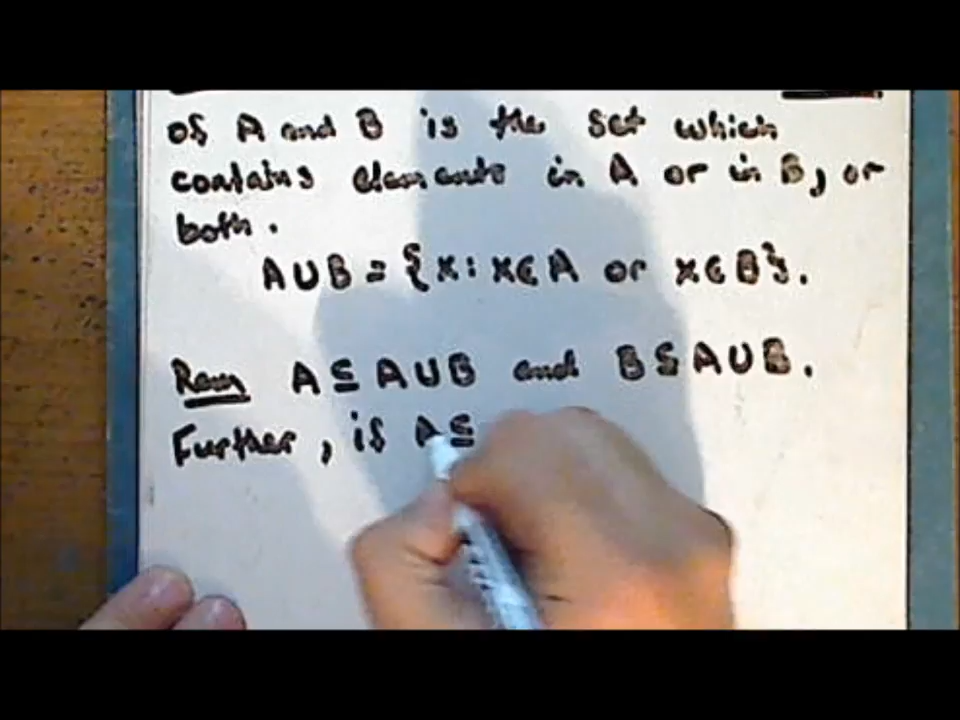 of A and B is the set which
contains elements in A or in B, or
both.
A∪B = {x: x∈A or x∈B}.
Rem A⊆A∪B and B⊆A∪B.
Further, if A⊆